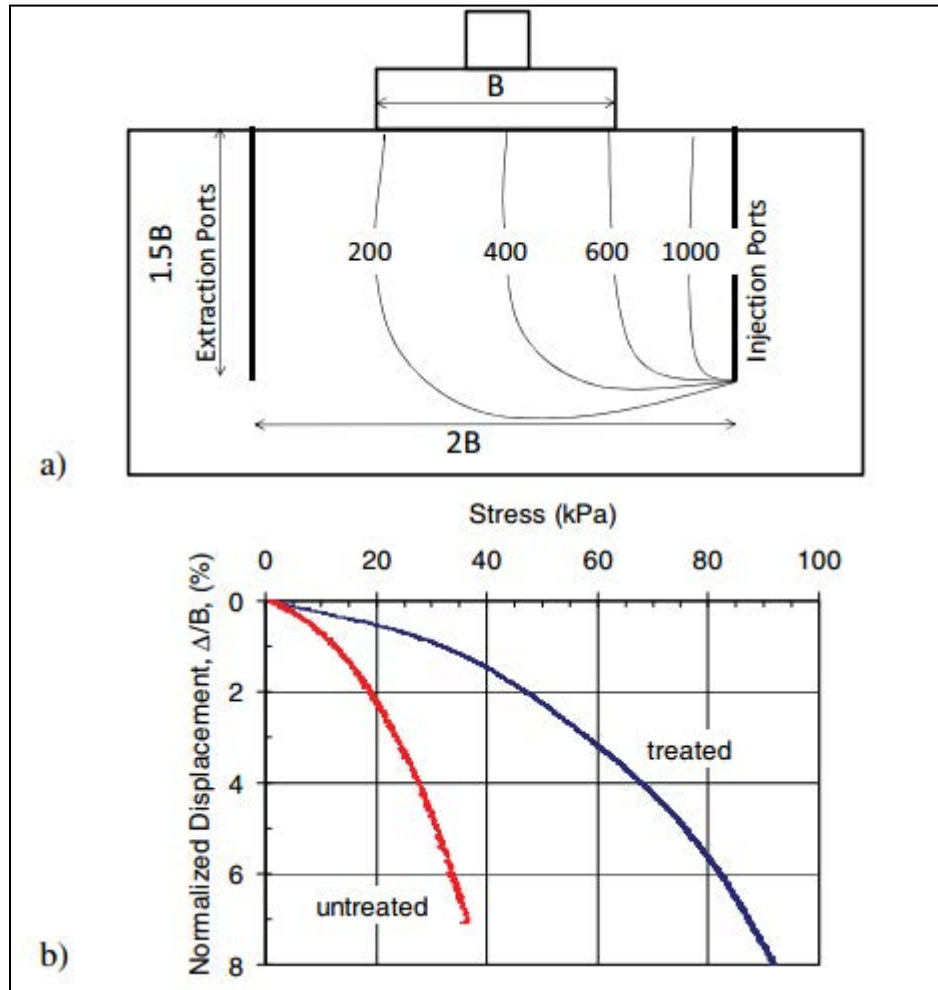 B
1.5B
Extraction Ports
200
400
600
1000
Injection Ports
2B
a)
Stress (kPa)
0 20 40 60 80 100
Normalized Displacement, Δ/B, (%)
0
2
treated
4
6
untreated
8
b)